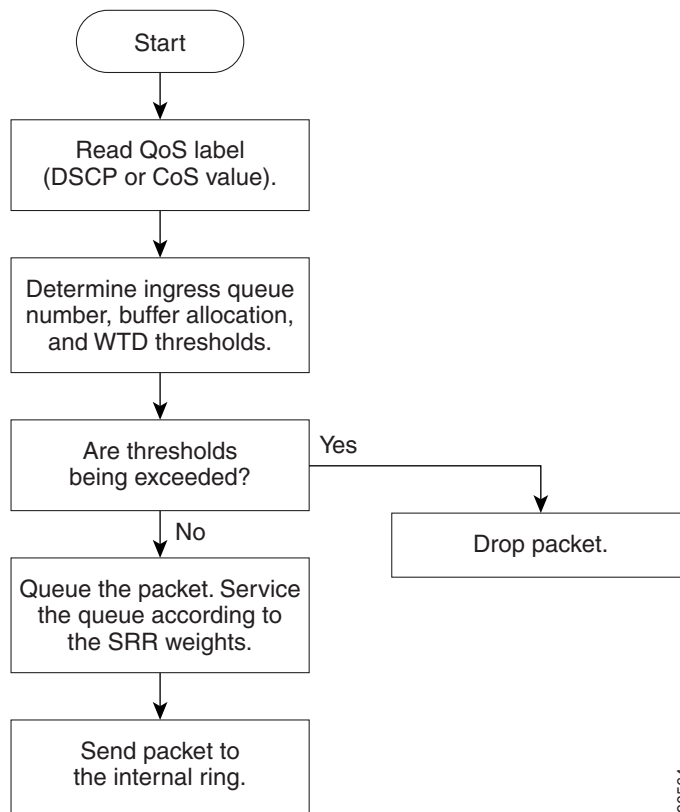 Start
Read QoS label
(DSCP or CoS value).
Determine ingress queue
number, buffer allocation,
and WTD thresholds.
Are thresholds
being exceeded?
Yes
No
Drop packet.
Queue the packet. Service
the queue according to
the SRR weights.
Send packet to
the internal ring.